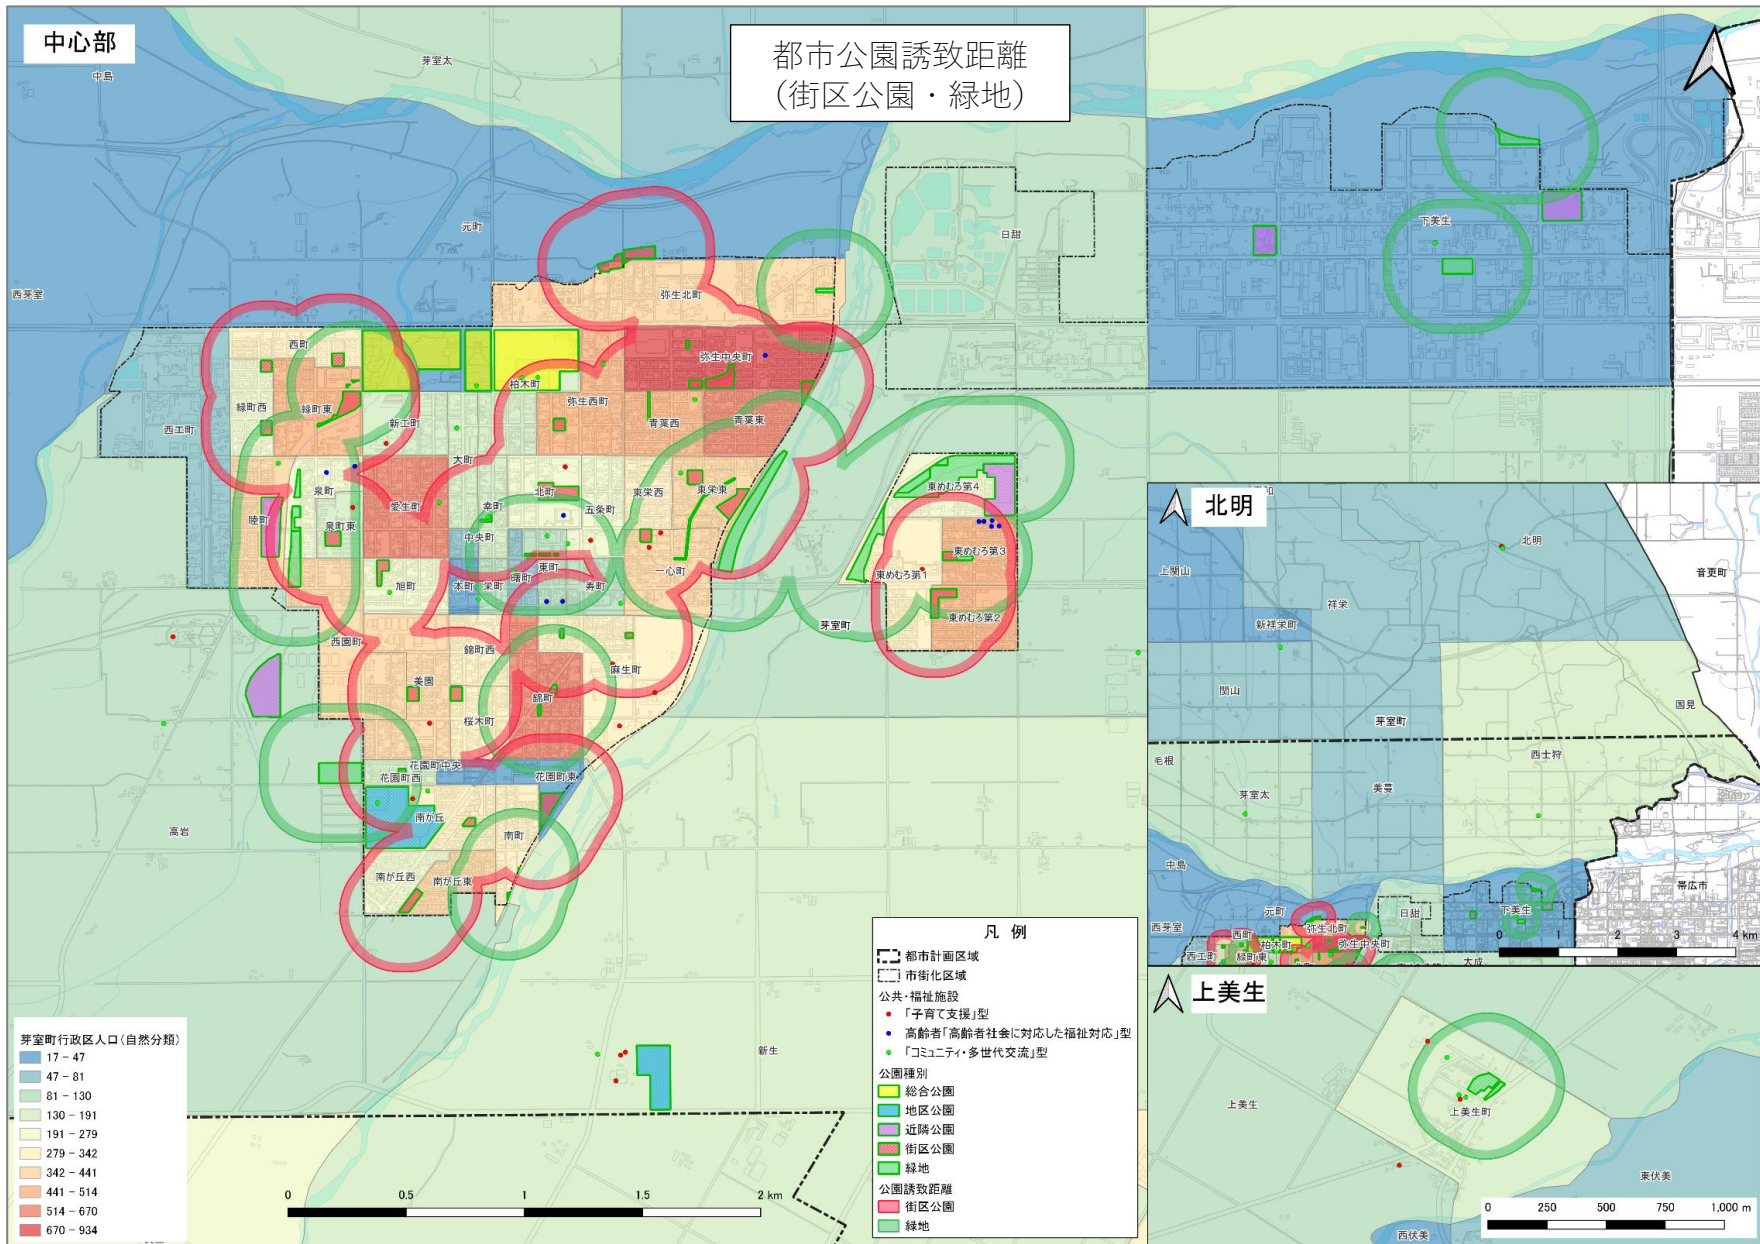 中心部
都市公園誘致距離
(街区公園・緑地)
中島
芽室太
元町
日甜
西芽室
弥生北町
下美生
西町
弥生中央町
柏木町
緑町西
緑町東
西工町
新工町
弥生西町
青葉西
青葉東
大町
泉町
愛生町
北町
東栄西
東栄東
東めむろ第4
睦町
幸町
五条町
泉町東
中央町
東町
東めむろ第3
旭町
本町
栄町
曙町
寿町
一心町
東めむろ第1
西園町
錦町西
芽室町
東めむろ第2
美園
麻生町
錦町
桜木町
花園町中央
花園町西
花園町東
南が丘
南町
高岩
南が丘西
南が丘東
新生
0
0.5
1
1.5
2 km
芽室町行政区人口(自然分類)
17 - 47
47 - 81
81 - 130
130 - 191
191 - 279
279 - 342
342 - 441
441 - 514
514 - 670
670 - 934
凡 例
都市計画区域
市街化区域
公共・福祉施設
「子育て支援」型
高齢者「高齢者社会に対応した福祉対応」型
「コミュニティ・多世代交流」型
公園種別
総合公園
地区公園
近隣公園
街区公園
緑地
公園誘致距離
街区公園
緑地
北明
北明
上関山
音更町
祥栄
新祥栄町
関山
国見
芽室町
西士狩
毛根
美蔓
芽室太
中島
帯広市
日甜
元町
下美生
西芽室
弥生北町
西町
柏木町
弥生中央町
西工町
緑町東
大成
0
1
2
3
4 km
上美生
上美生
上美生町
東伏美
西伏美
0
250
500
750
1,000 m